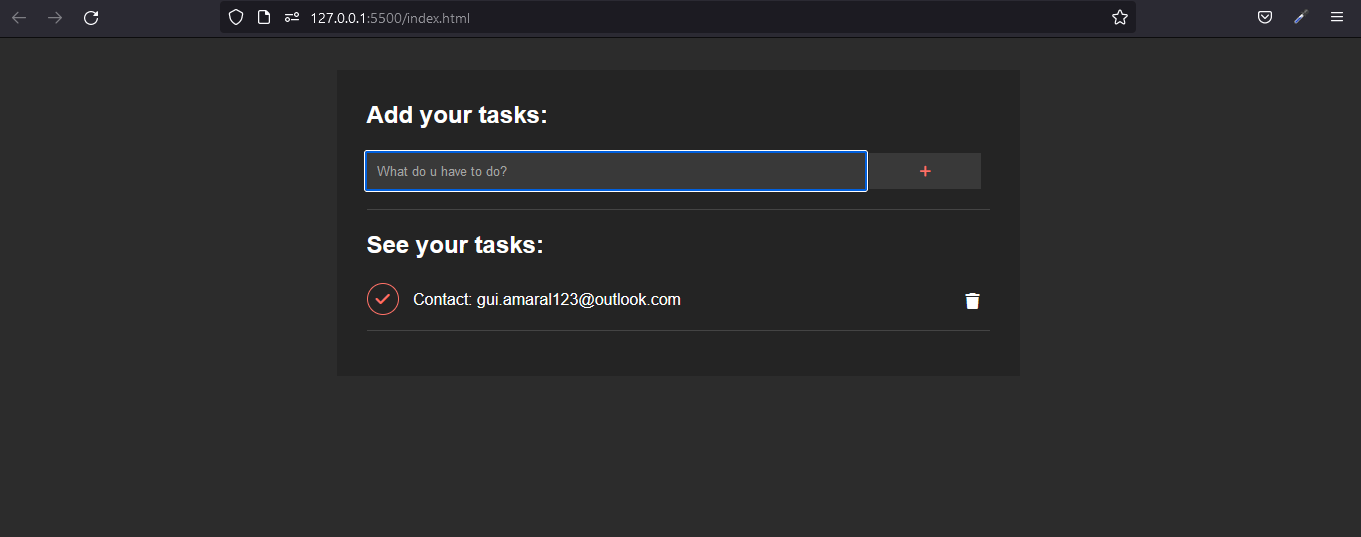 127.0.0.1:5500/index.html
Add your tasks:
What do u have to do?
+
See your tasks:
Contact: gui.amaral123@outlook.com